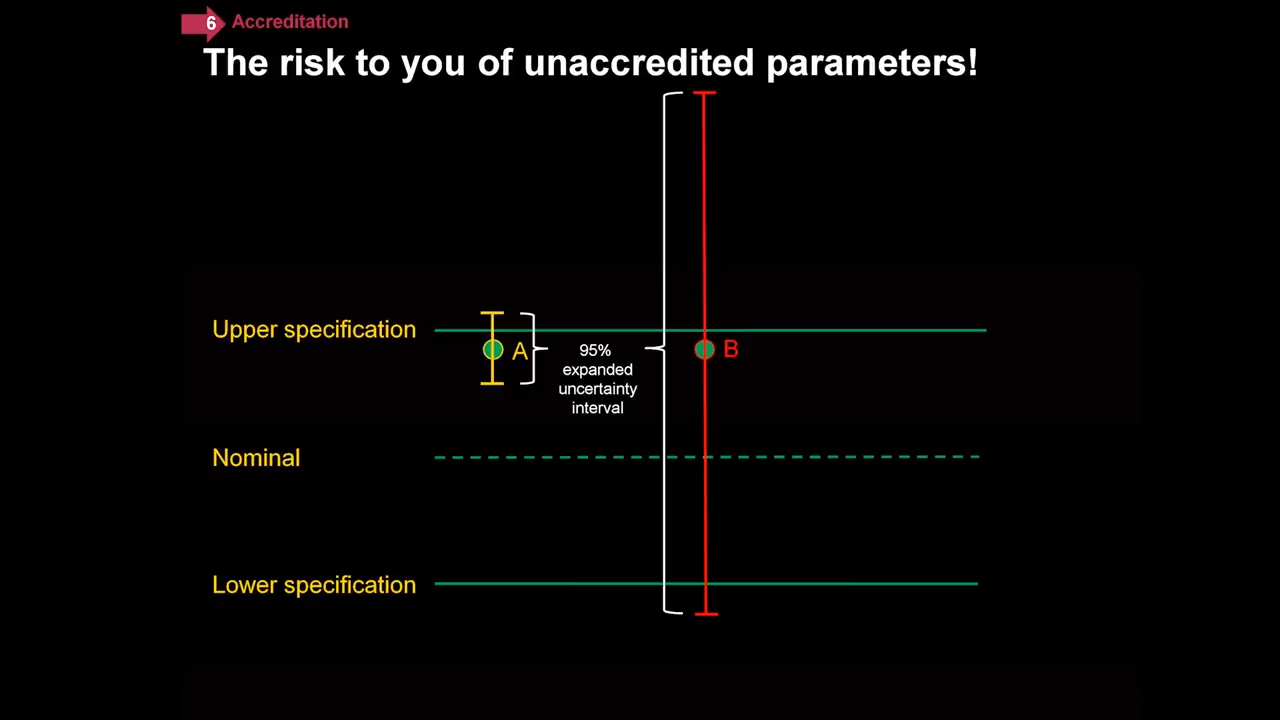 6 Accreditation
The risk to you of unaccredited parameters!
Upper specification
A
95%
expanded
uncertainty
interval
B
Nominal
Lower specification